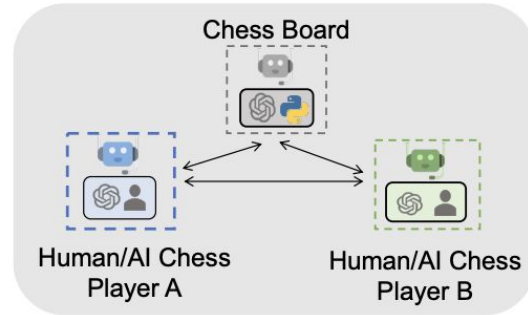 Chess Board
Human/AI Chess
Player A
Human/AI Chess
Player B